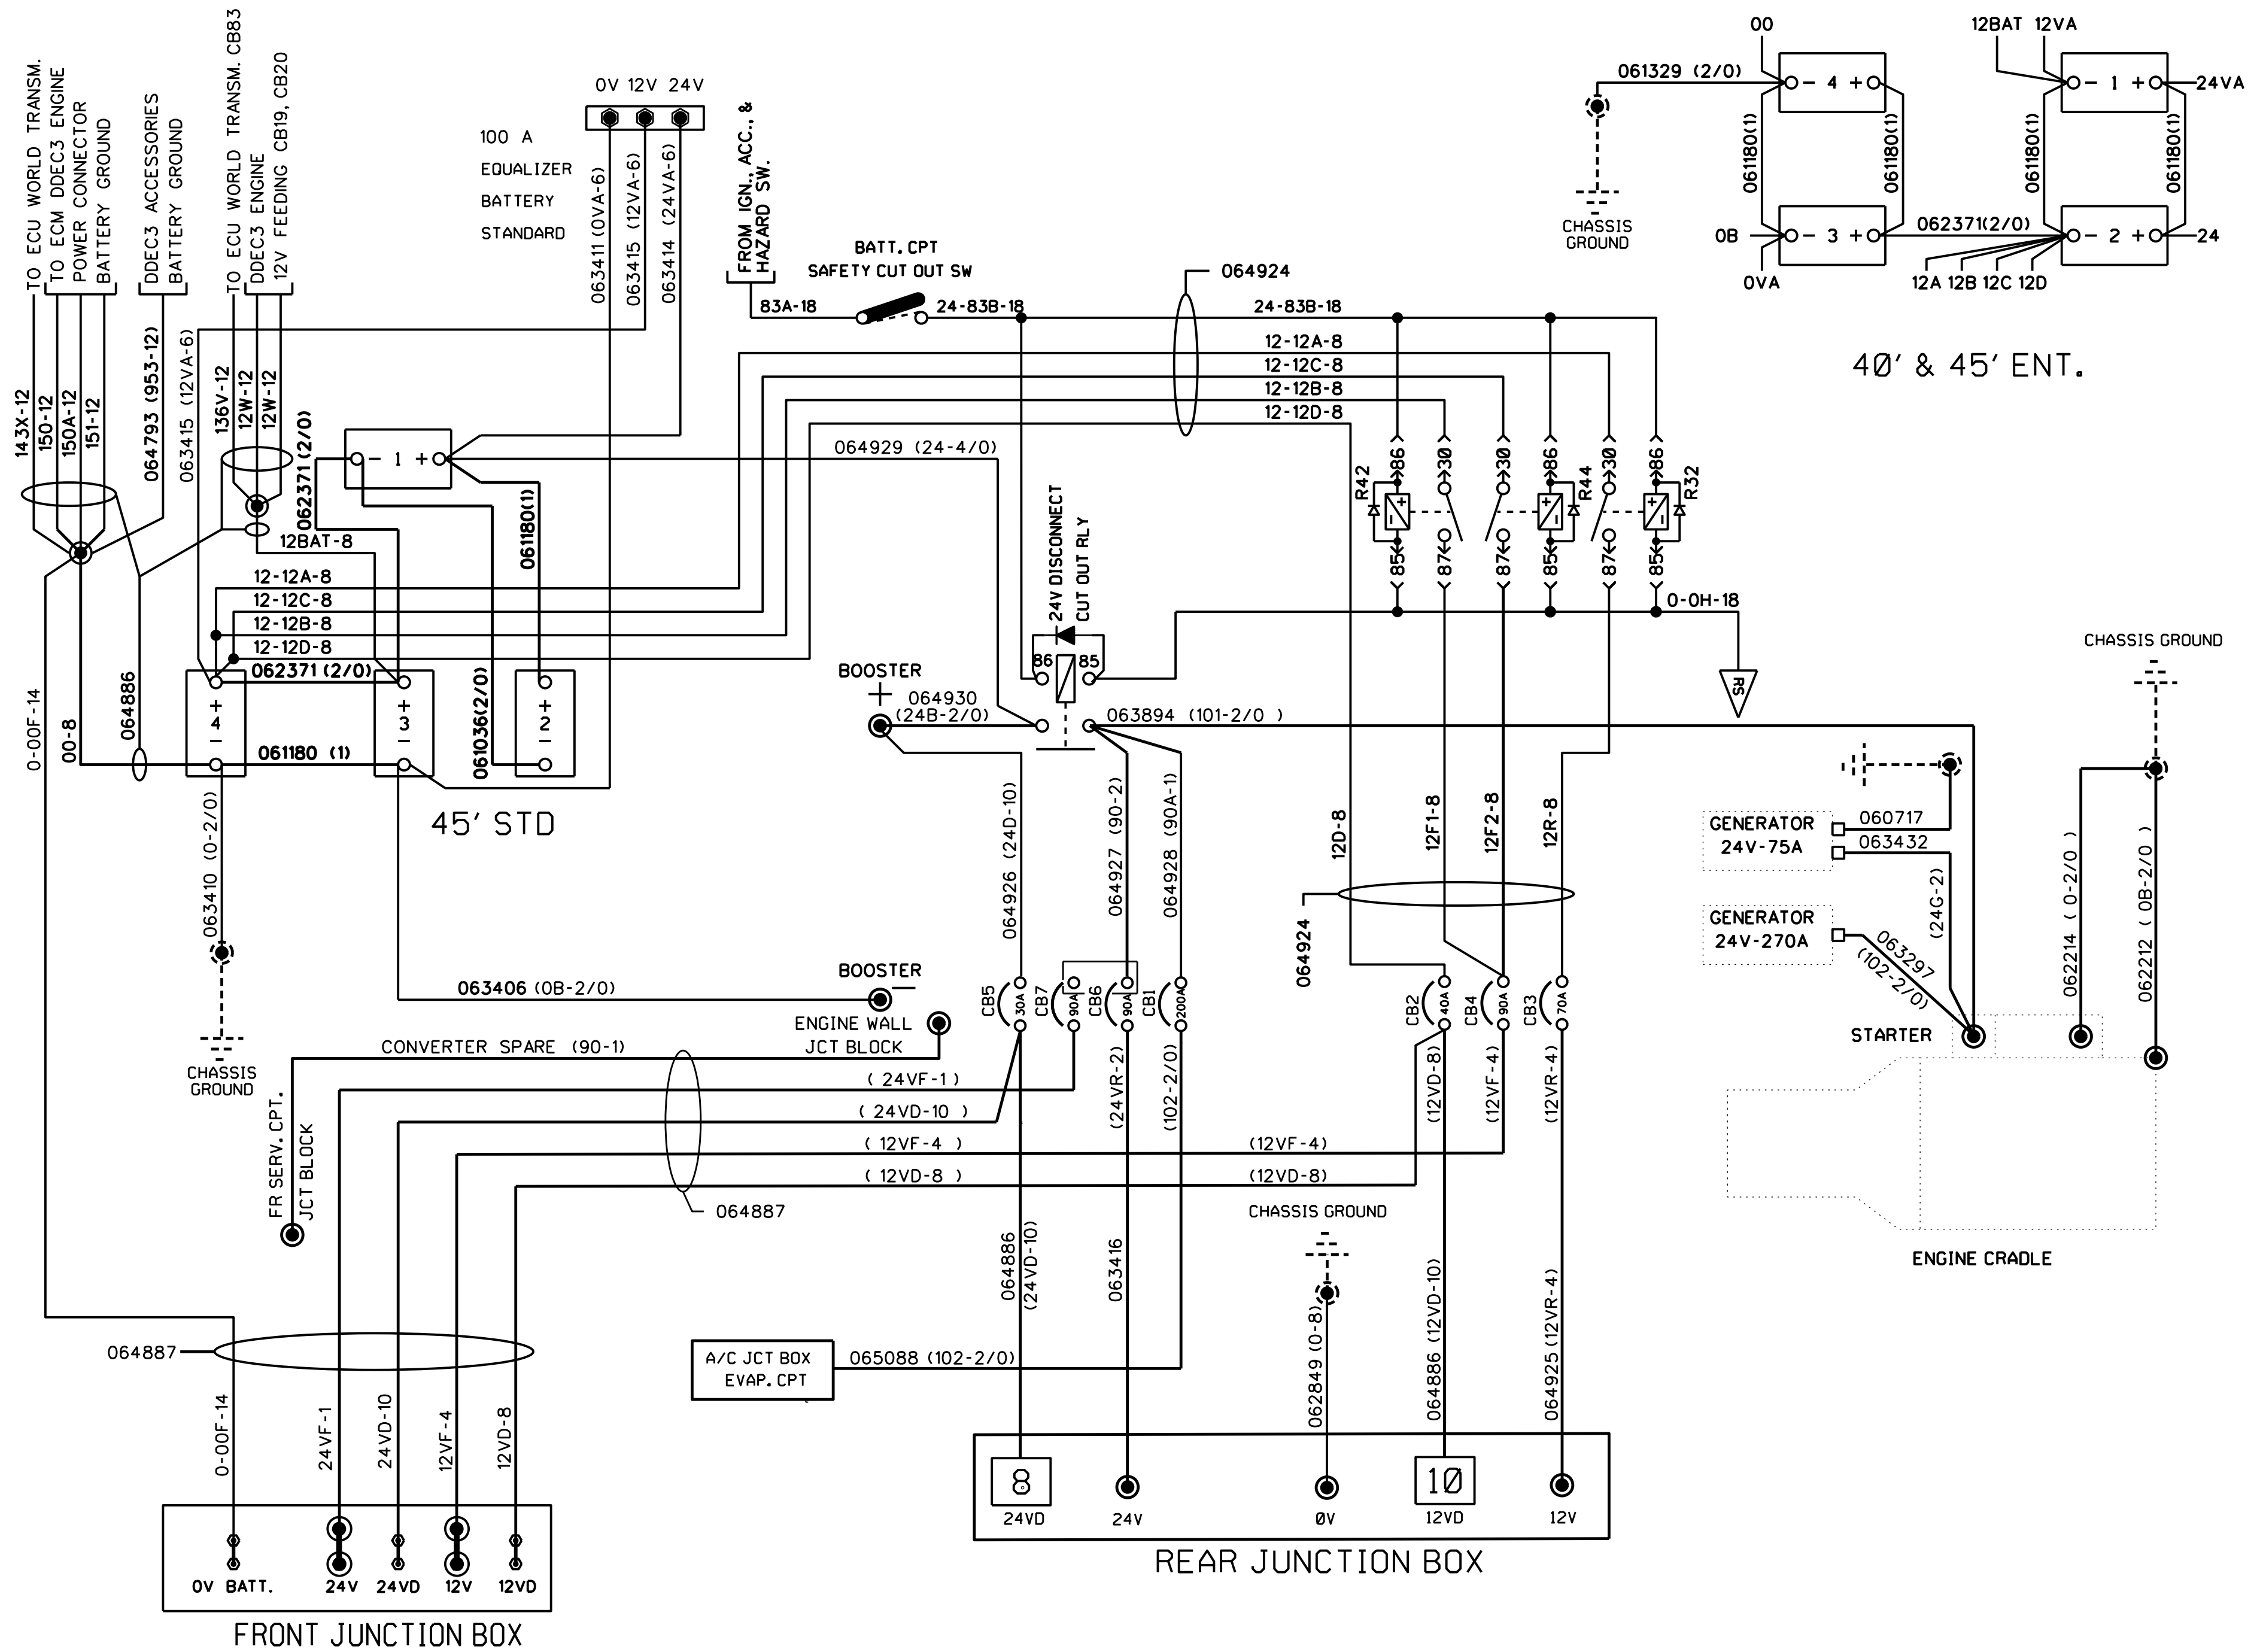 TO ECU WORLD TRANSM.
TO ECM DDEC3 ENGINE
POWER CONNECTOR
BATTERY GROUND
DDEC3 ACCESSORIES
BATTERY GROUND
TO ECU WORLD TRANSM. CB83
DDEC3 ENGINE
12V FEEDING CB19, CB20
143X-12
150-12
150A-12
151-12
064793 (953-12)
063415 (12VA-6)
136V-12
12W-12
12W-12
0V 12V 24V
100 A
EQUALIZER
BATTERY
STANDARD
063411 (0VA-6)
063415 (12VA-6)
063414 (24VA-6)
FROM IGN., ACC., &
HAZARD SW.
83A-18
BATT. CPT
SAFETY CUT OUT SW
24-83B-18
064924
24-83B-18
12-12A-8
12-12C-8
12-12B-8
12-12D-8
00
061329 (2/0)
CHASSIS
GROUND
- 4 +
061180(1)
061180(1)
0B
- 3 +
0VA
062371(2/0)
12BAT 12VA
- 1 +
24VA
061180(1)
061180(1)
- 2 +
24
12A 12B 12C 12D
40' & 45' ENT.
062371 (2/0)
- 1 +
061180(1)
064929 (24-4/0)
12BAT-8
12-12A-8
12-12C-8
12-12B-8
12-12D-8
062371 (2/0)
+
4
-
+
3
-
+
2
-
061180 (1)
061036(2/0)
064886
0-00F-14
00-8
45' STD
063410 (0-2/0)
CHASSIS
GROUND
24V DISCONNECT
CUT OUT RLY
86 85
BOOSTER
+
064930
(24B-2/0)
063894 (101-2/0 )
R42
86 30 30 86 30 86
R44
R32
+
-
+
-
+
-
85 87 87 85 87 85
0-0H-18
RS
063406 (0B-2/0)
BOOSTER
-
ENGINE WALL
JCT BLOCK
CONVERTER SPARE (90-1)
FR SERV. CPT.
JCT BLOCK
( 24VF-1 )
( 24VD-10 )
( 12VF-4 )
( 12VD-8 )
(12VF-4)
(12VD-8)
064887
064926 (24D-10)
064927 (90-2)
064928 (90A-1)
12D-8
12F1-8
12F2-8
12R-8
064924
CB5
30A
CB7
90A
CB6
90A
CB1
200A
CB2
40A
CB4
90A
CB3
70A
(24VR-2)
(102-2/0)
(12VD-8)
(12VF-4)
(12VR-4)
CHASSIS GROUND
GENERATOR
24V-75A
060717
063432
(24G-2)
GENERATOR
24V-270A
063297
(102-2/0)
062214 ( 0-2/0 )
062212 ( 0B-2/0 )
STARTER
ENGINE CRADLE
064887
0-00F-14
24VF-1
24VD-10
12VF-4
12VD-8
0V BATT.
24V
24VD
12V
12VD
FRONT JUNCTION BOX
A/C JCT BOX
EVAP. CPT
065088 (102-2/0)
064886
(24VD-10)
063416
CHASSIS GROUND
062849 (0-8)
064886 (12VD-10)
064925 (12VR-4)
8
24VD
24V
0V
10
12VD
12V
REAR JUNCTION BOX